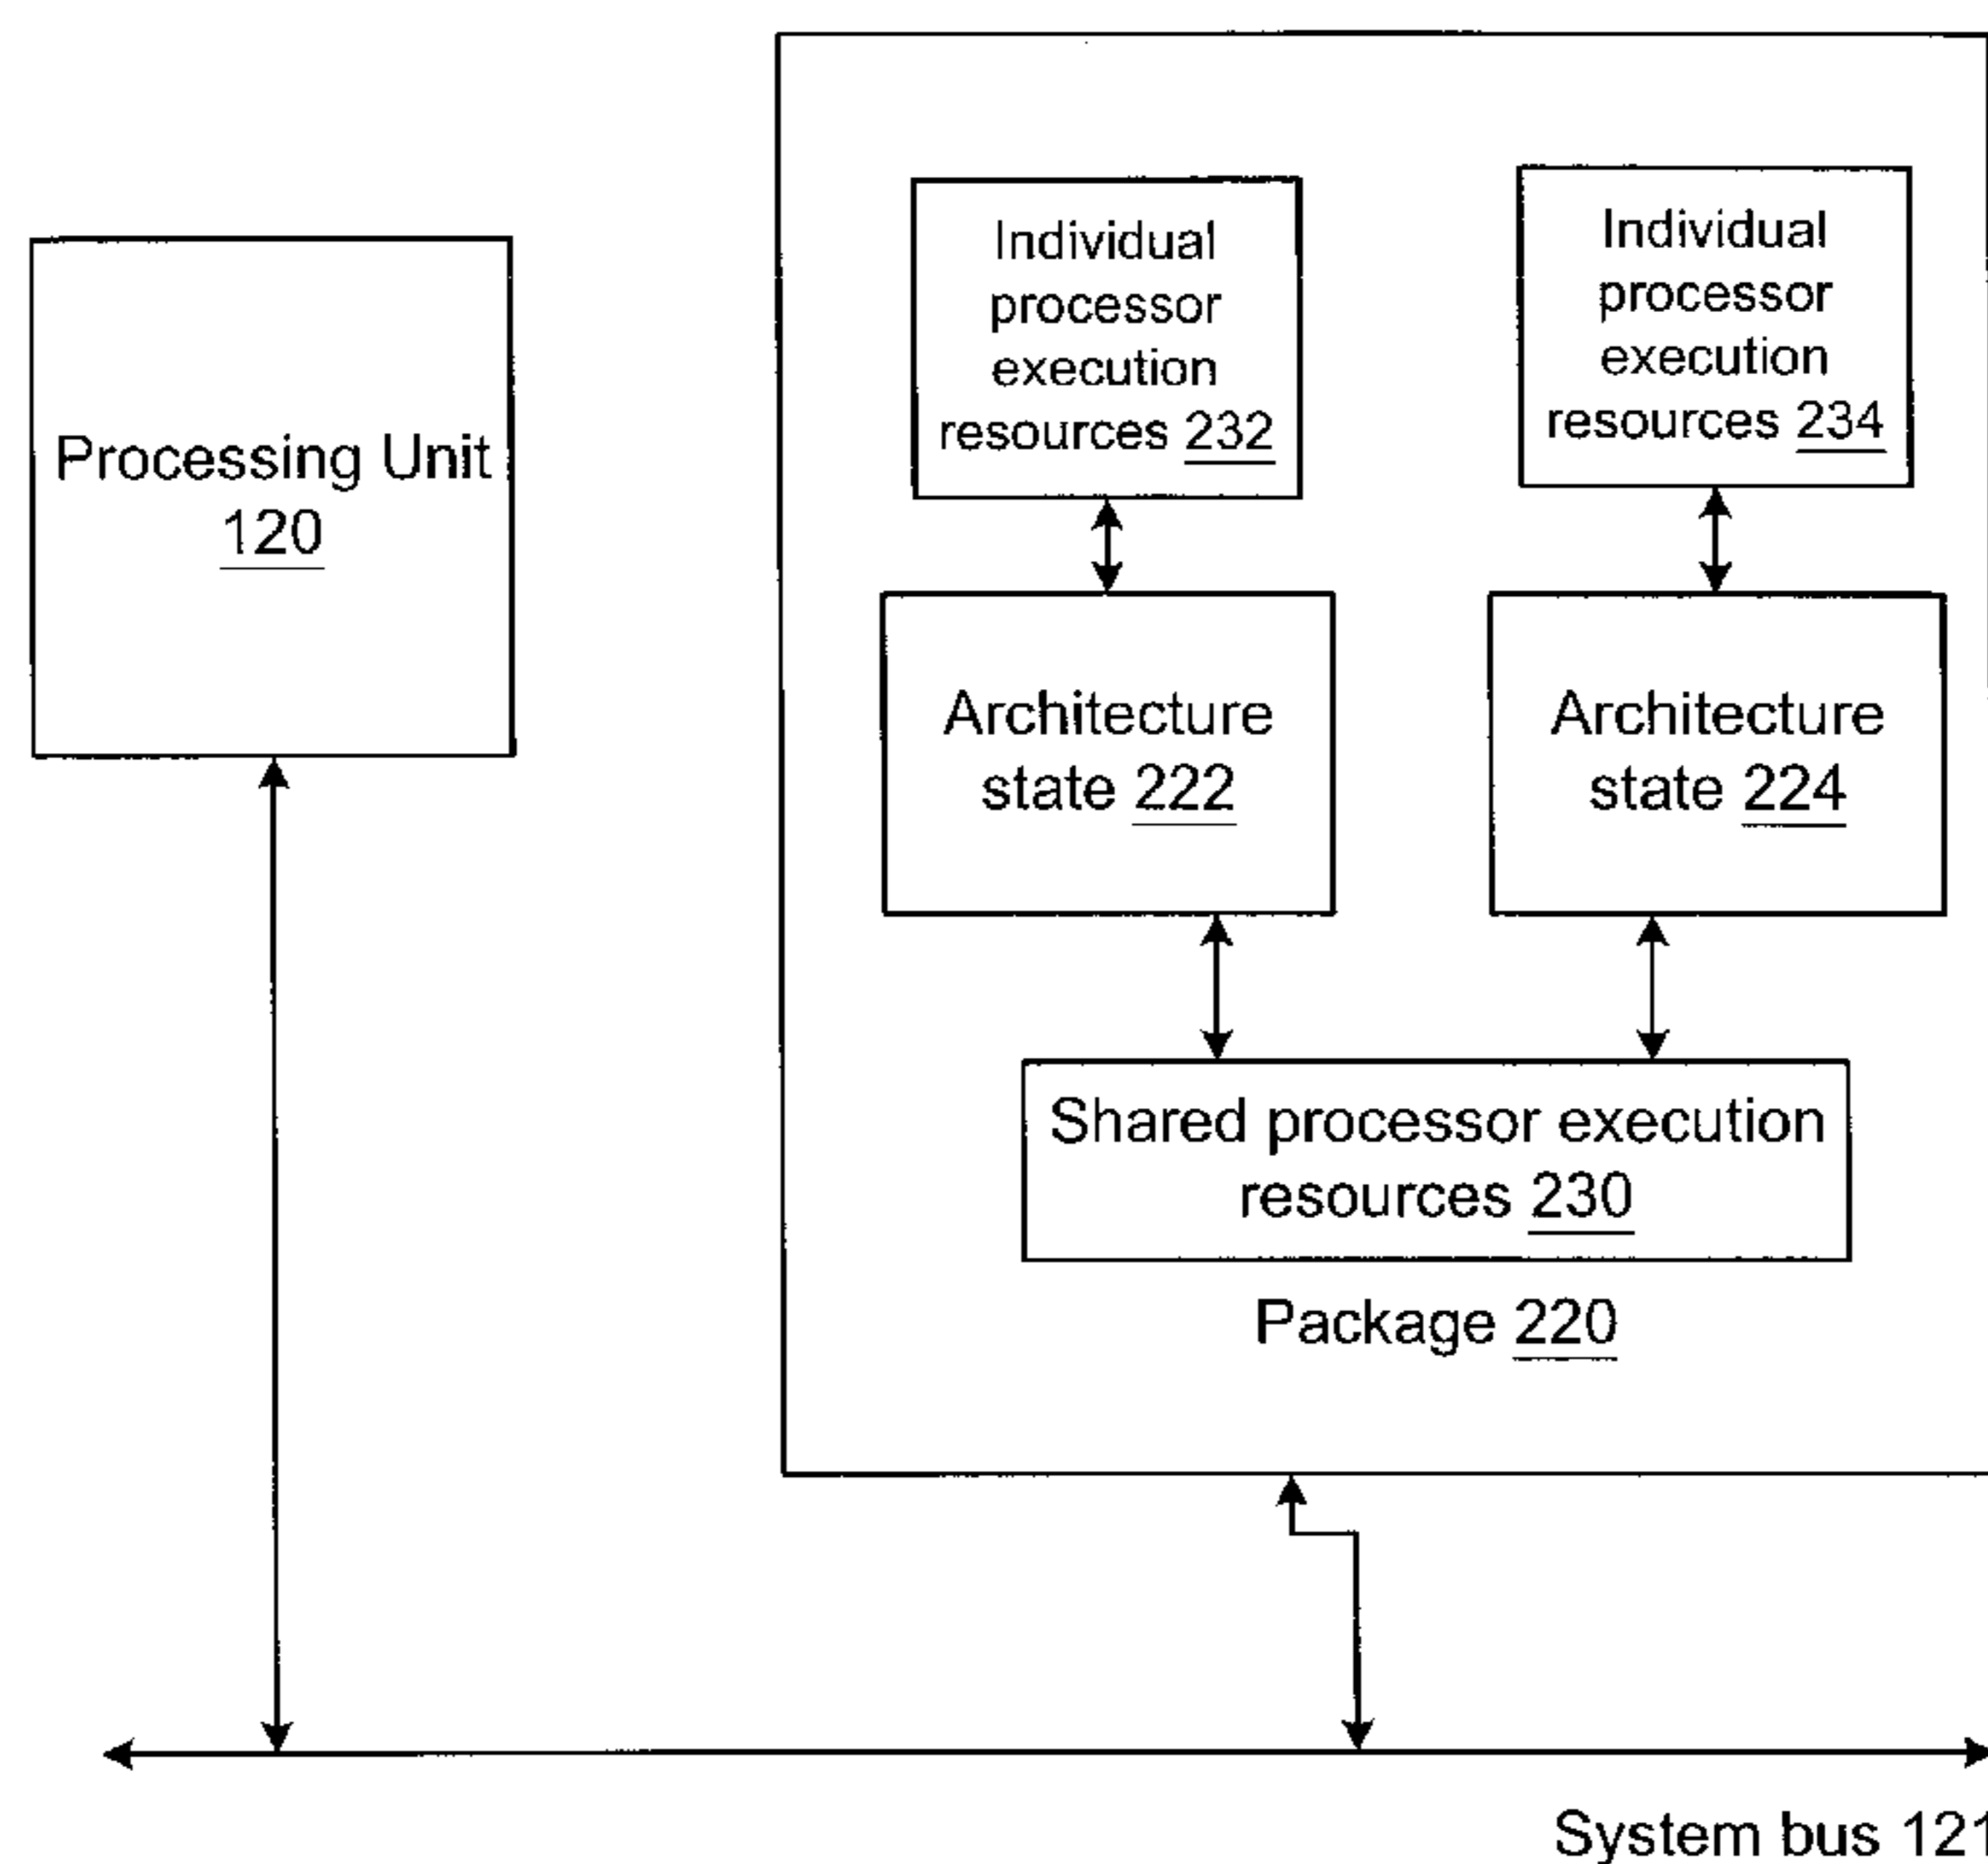 Processing Unit
120
Individual
processor
execution
resources 232
Individual
processor
execution
resources 234
Architecture
state 222
Architecture
state 224
Shared processor execution
resources 230
Package 220
System bus 121